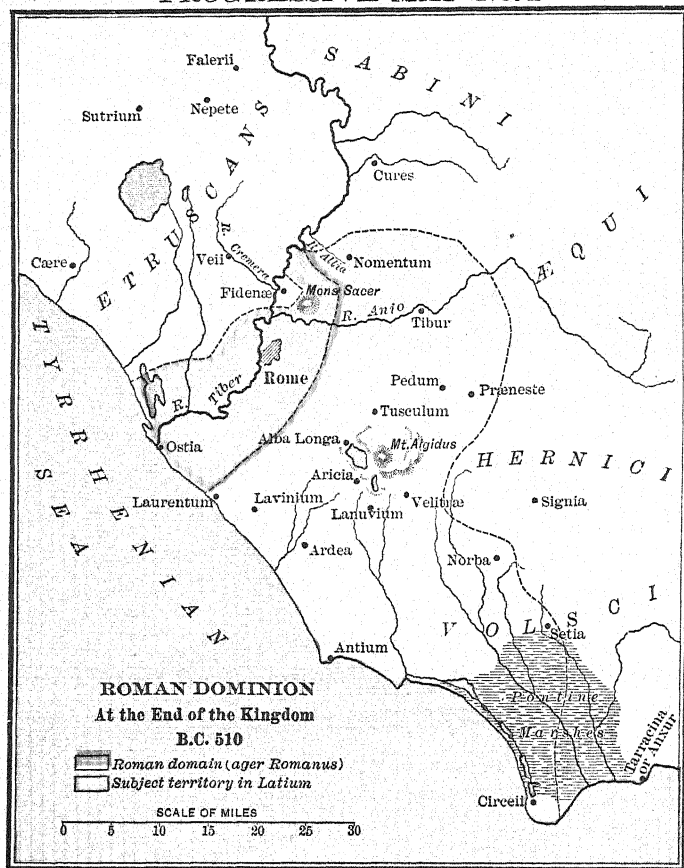 PROGRESSIVE MAP
SABINI
Falerii
Nepete
Sutrium
Cures
ETRUSCANS
ÆQUI
R. Cremera
R. Allia
Cære
Veii
Nomentum
Fidenæ
Mons Sacer
R. Anio
Tibur
TYRRHENIAN SEA
Rome
R. Tiber
Pedum
Præneste
Tusculum
Ostia
Alba Longa
Mt. Algidus
HERNICI
Aricia
Laurentum
Lavinium
Lanuvium
Velitræ
Signia
Ardea
Norba
VOLSCI
Setia
Antium
Pontine
Marshes
Tarracina
or Anxur
Circeii
ROMAN DOMINION
At the End of the Kingdom
B.C. 510
Roman domain (ager Romanus)
Subject territory in Latium
SCALE OF MILES
0 5 10 15 20 25 30